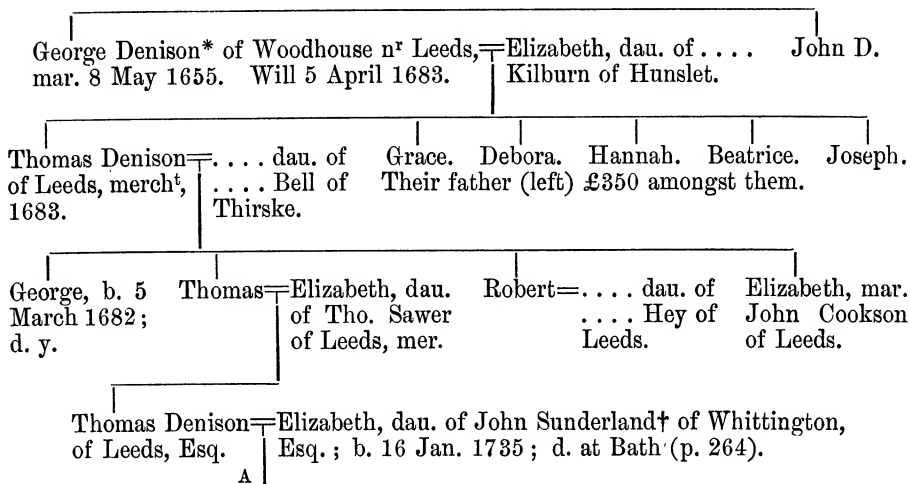 George Denison* of Woodhouse nʳ Leeds,=Elizabeth, dau. of .... John D.
mar. 8 May 1655. Will 5 April 1683. Kilburn of Hunslet.
Thomas Denison=.... dau. of Grace. Debora. Hannah. Beatrice. Joseph.
of Leeds, merchᵗ, .... Bell of Their father (left) £350 amongst them.
1683. Thirske.
George, b. 5 Thomas=Elizabeth, dau. Robert=.... dau. of Elizabeth, mar.
March 1682; of Tho. Sawer .... Hey of John Cookson
d. y. of Leeds, mer. Leeds. of Leeds.
Thomas Denison=Elizabeth, dau. of John Sunderland† of Whittington,
of Leeds, Esq. Esq.; b. 16 Jan. 1735; d. at Bath (p. 264).
A